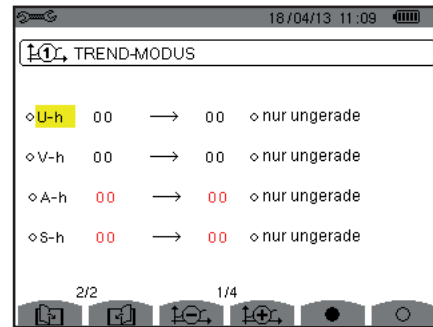 18/04/13 11:09
1 TREND-MODUS
U-h 00 → 00 nur ungerade
V-h 00 → 00 nur ungerade
A-h 00 → 00 nur ungerade
S-h 00 → 00 nur ungerade
2/2 1/4